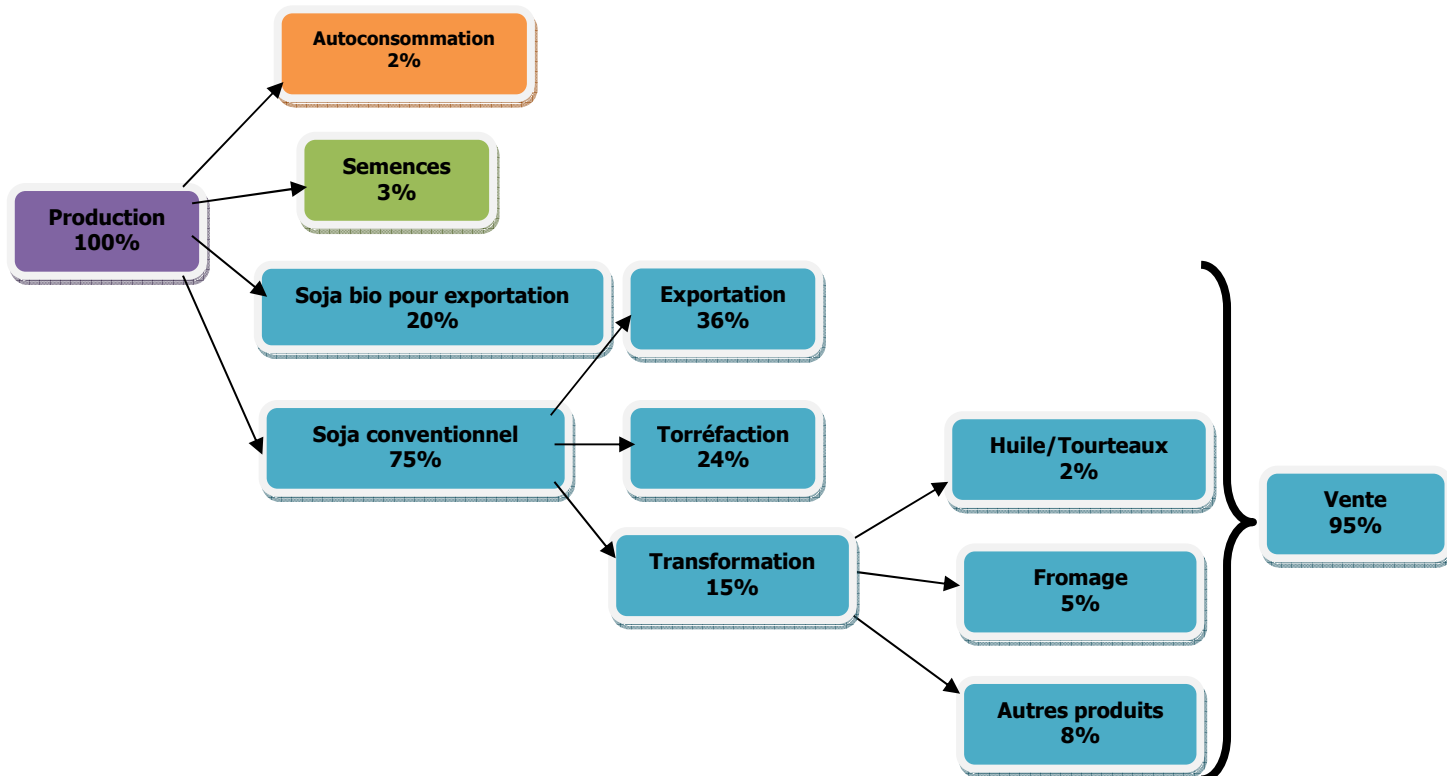 Autoconsommation
2%
Semences
3%
Production
100%
Soja bio pour exportation
20%
Exportation
36%
Soja conventionnel
75%
Torréfaction
24%
Huile/Tourteaux
2%
Vente
95%
Transformation
15%
Fromage
5%
Autres produits
8%